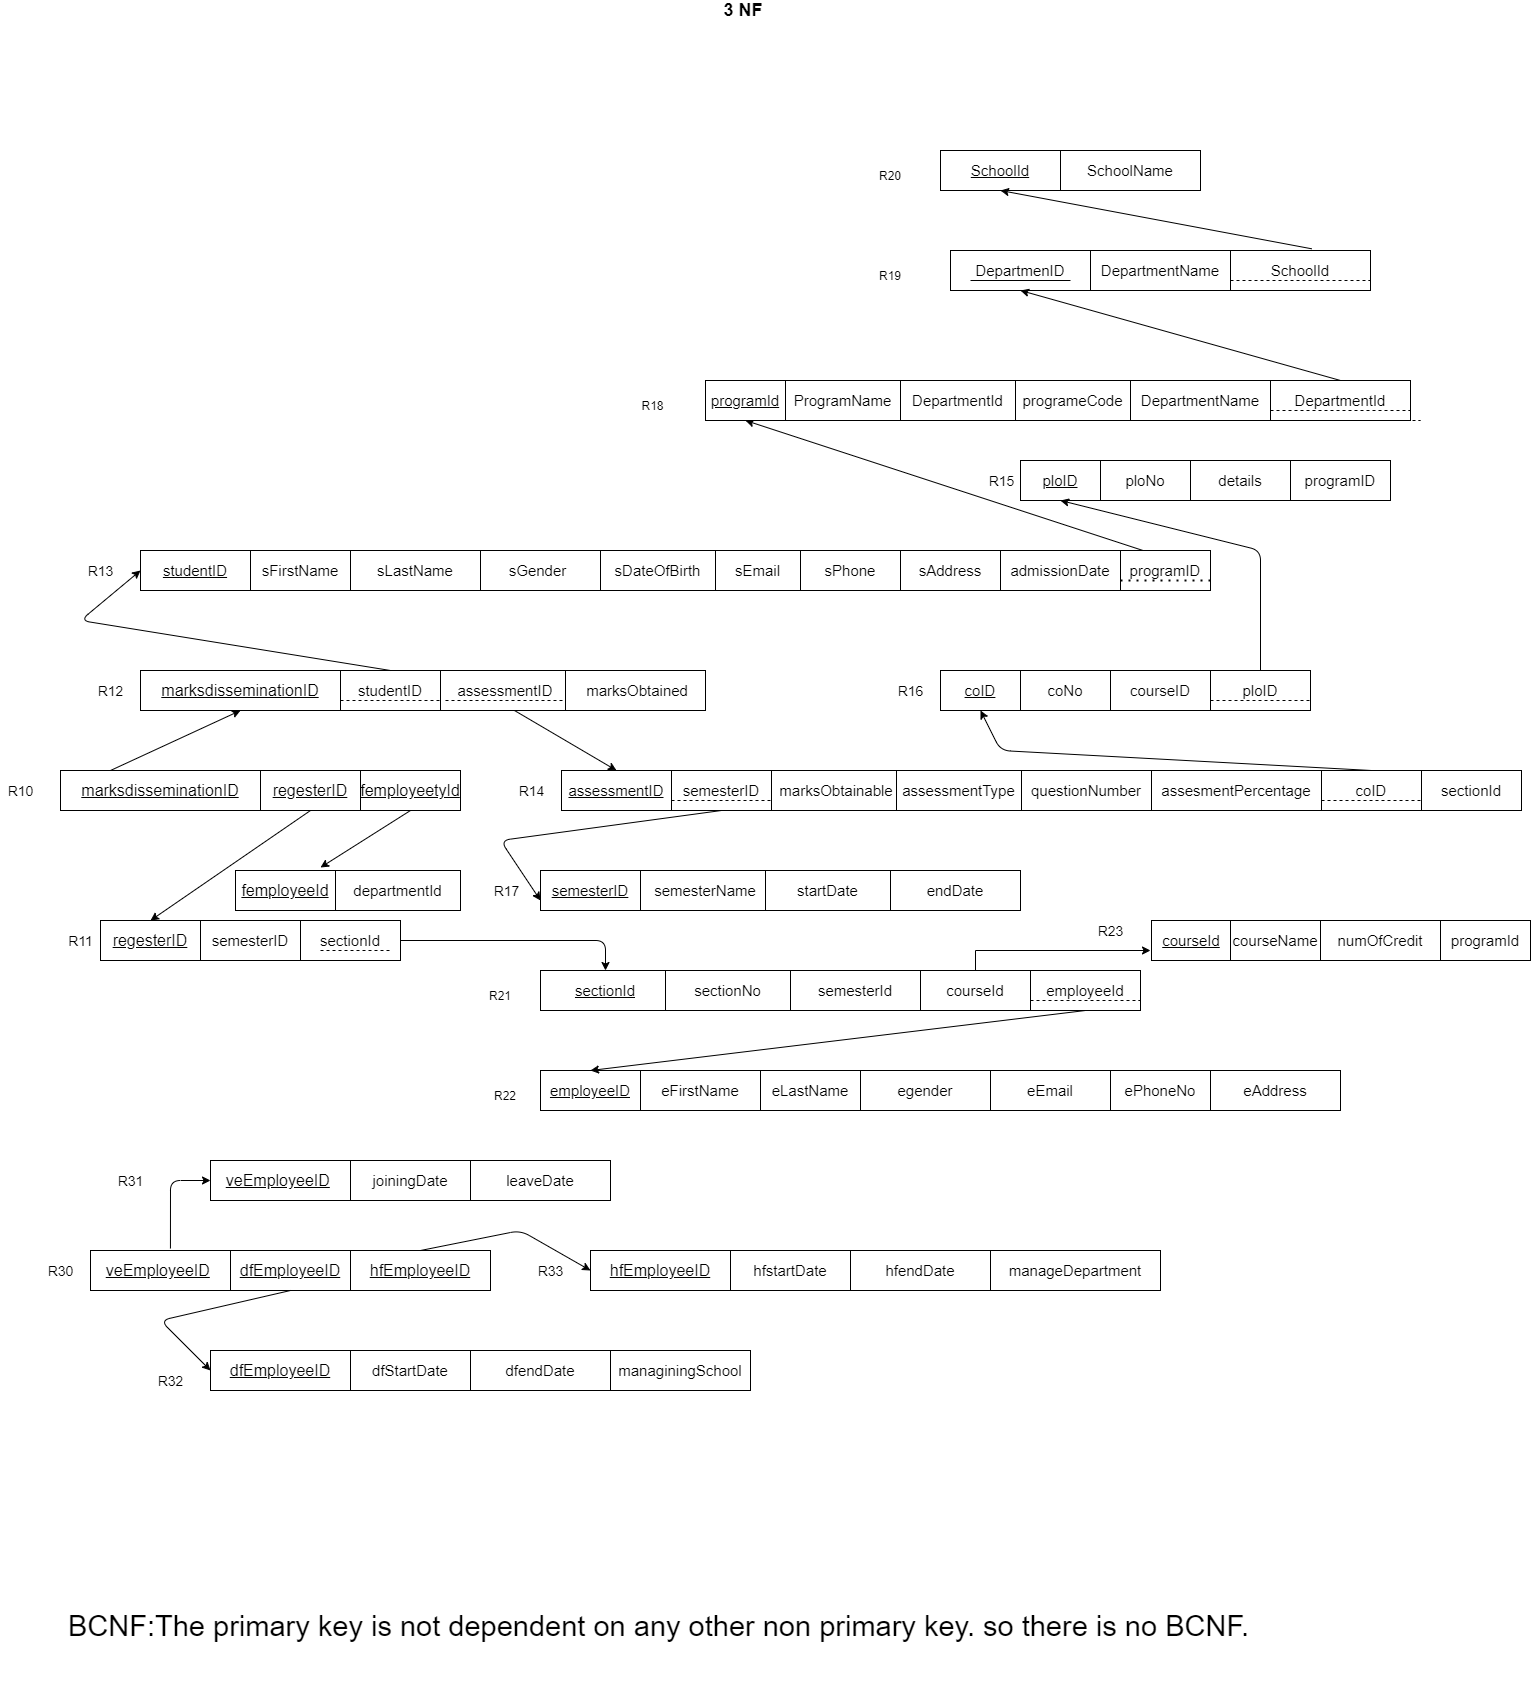 3 NF
R20 SchoolId SchoolName
R19 DepartmenID DepartmentName SchoolId
R18 programId ProgramName DepartmentId programeCode DepartmentName DepartmentId
R15 ploID ploNo details programID
R13 studentID sFirstName sLastName sGender sDateOfBirth sEmail sPhone sAddress admissionDate programID
R12 marksdisseminationID studentID assessmentID marksObtained
R16 coID coNo courseID ploID
R10 marksdisseminationID regesterID femployeetyId
R14 assessmentID semesterID marksObtainable assessmentType questionNumber assesmentPercentage coID sectionId
femployeeId departmentId
R17 semesterID semesterName startDate endDate
R11 regesterID semesterID sectionId
R23 courseId courseName numOfCredit programId
R21 sectionId sectionNo semesterId courseId employeeId
R22 employeeID eFirstName eLastName egender eEmail ePhoneNo eAddress
R31 veEmployeeID joiningDate leaveDate
R30 veEmployeeID dfEmployeeID hfEmployeeID
R33 hfEmployeeID hfstartDate hfendDate manageDepartment
R32 dfEmployeeID dfStartDate dfendDate managiningSchool
BCNF:The primary key is not dependent on any other non primary key. so there is no BCNF.